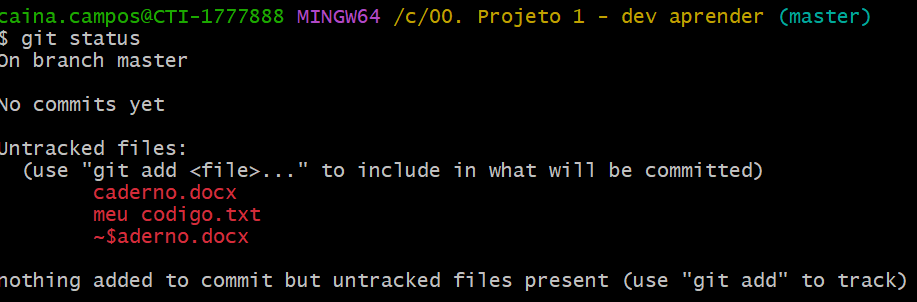 caina.campos@CTI-1777888 MINGW64 /c/00. Projeto 1 - dev aprender (master)
$ git status
On branch master
No commits yet
Untracked files:
(use "git add <file>..." to include in what will be committed)
caderno.docx
meu codigo.txt
~$aderno.docx
nothing added to commit but untracked files present (use "git add" to track)